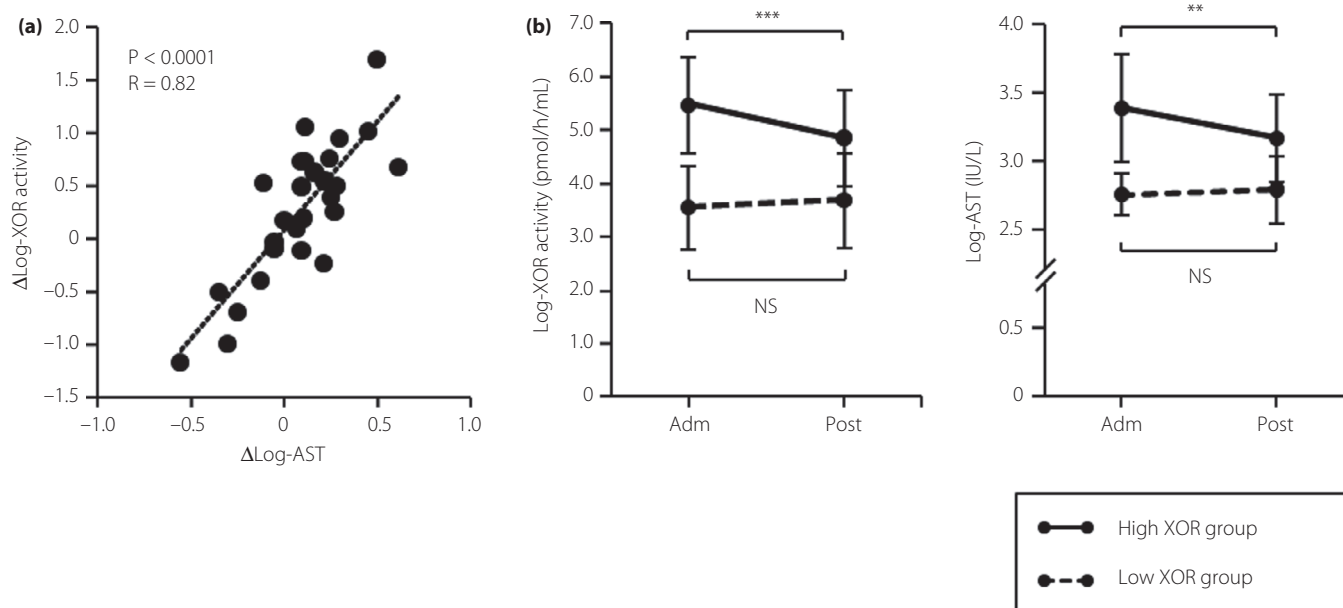 (a)
P < 0.0001
R = 0.82
ΔLog-XOR activity
2.0
1.5
1.0
0.5
0
−0.5
−1.0
−1.5
−1.0
−0.5
0
0.5
1.0
ΔLog-AST
(b)
Log-XOR activity (pmol/h/mL)
7.0
6.0
5.0
4.0
3.0
2.0
1.0
0
***
NS
Adm
Post
Log-AST (IU/L)
4.0
3.5
3.0
2.5
0.5
0
**
NS
Adm
Post
High XOR group
Low XOR group